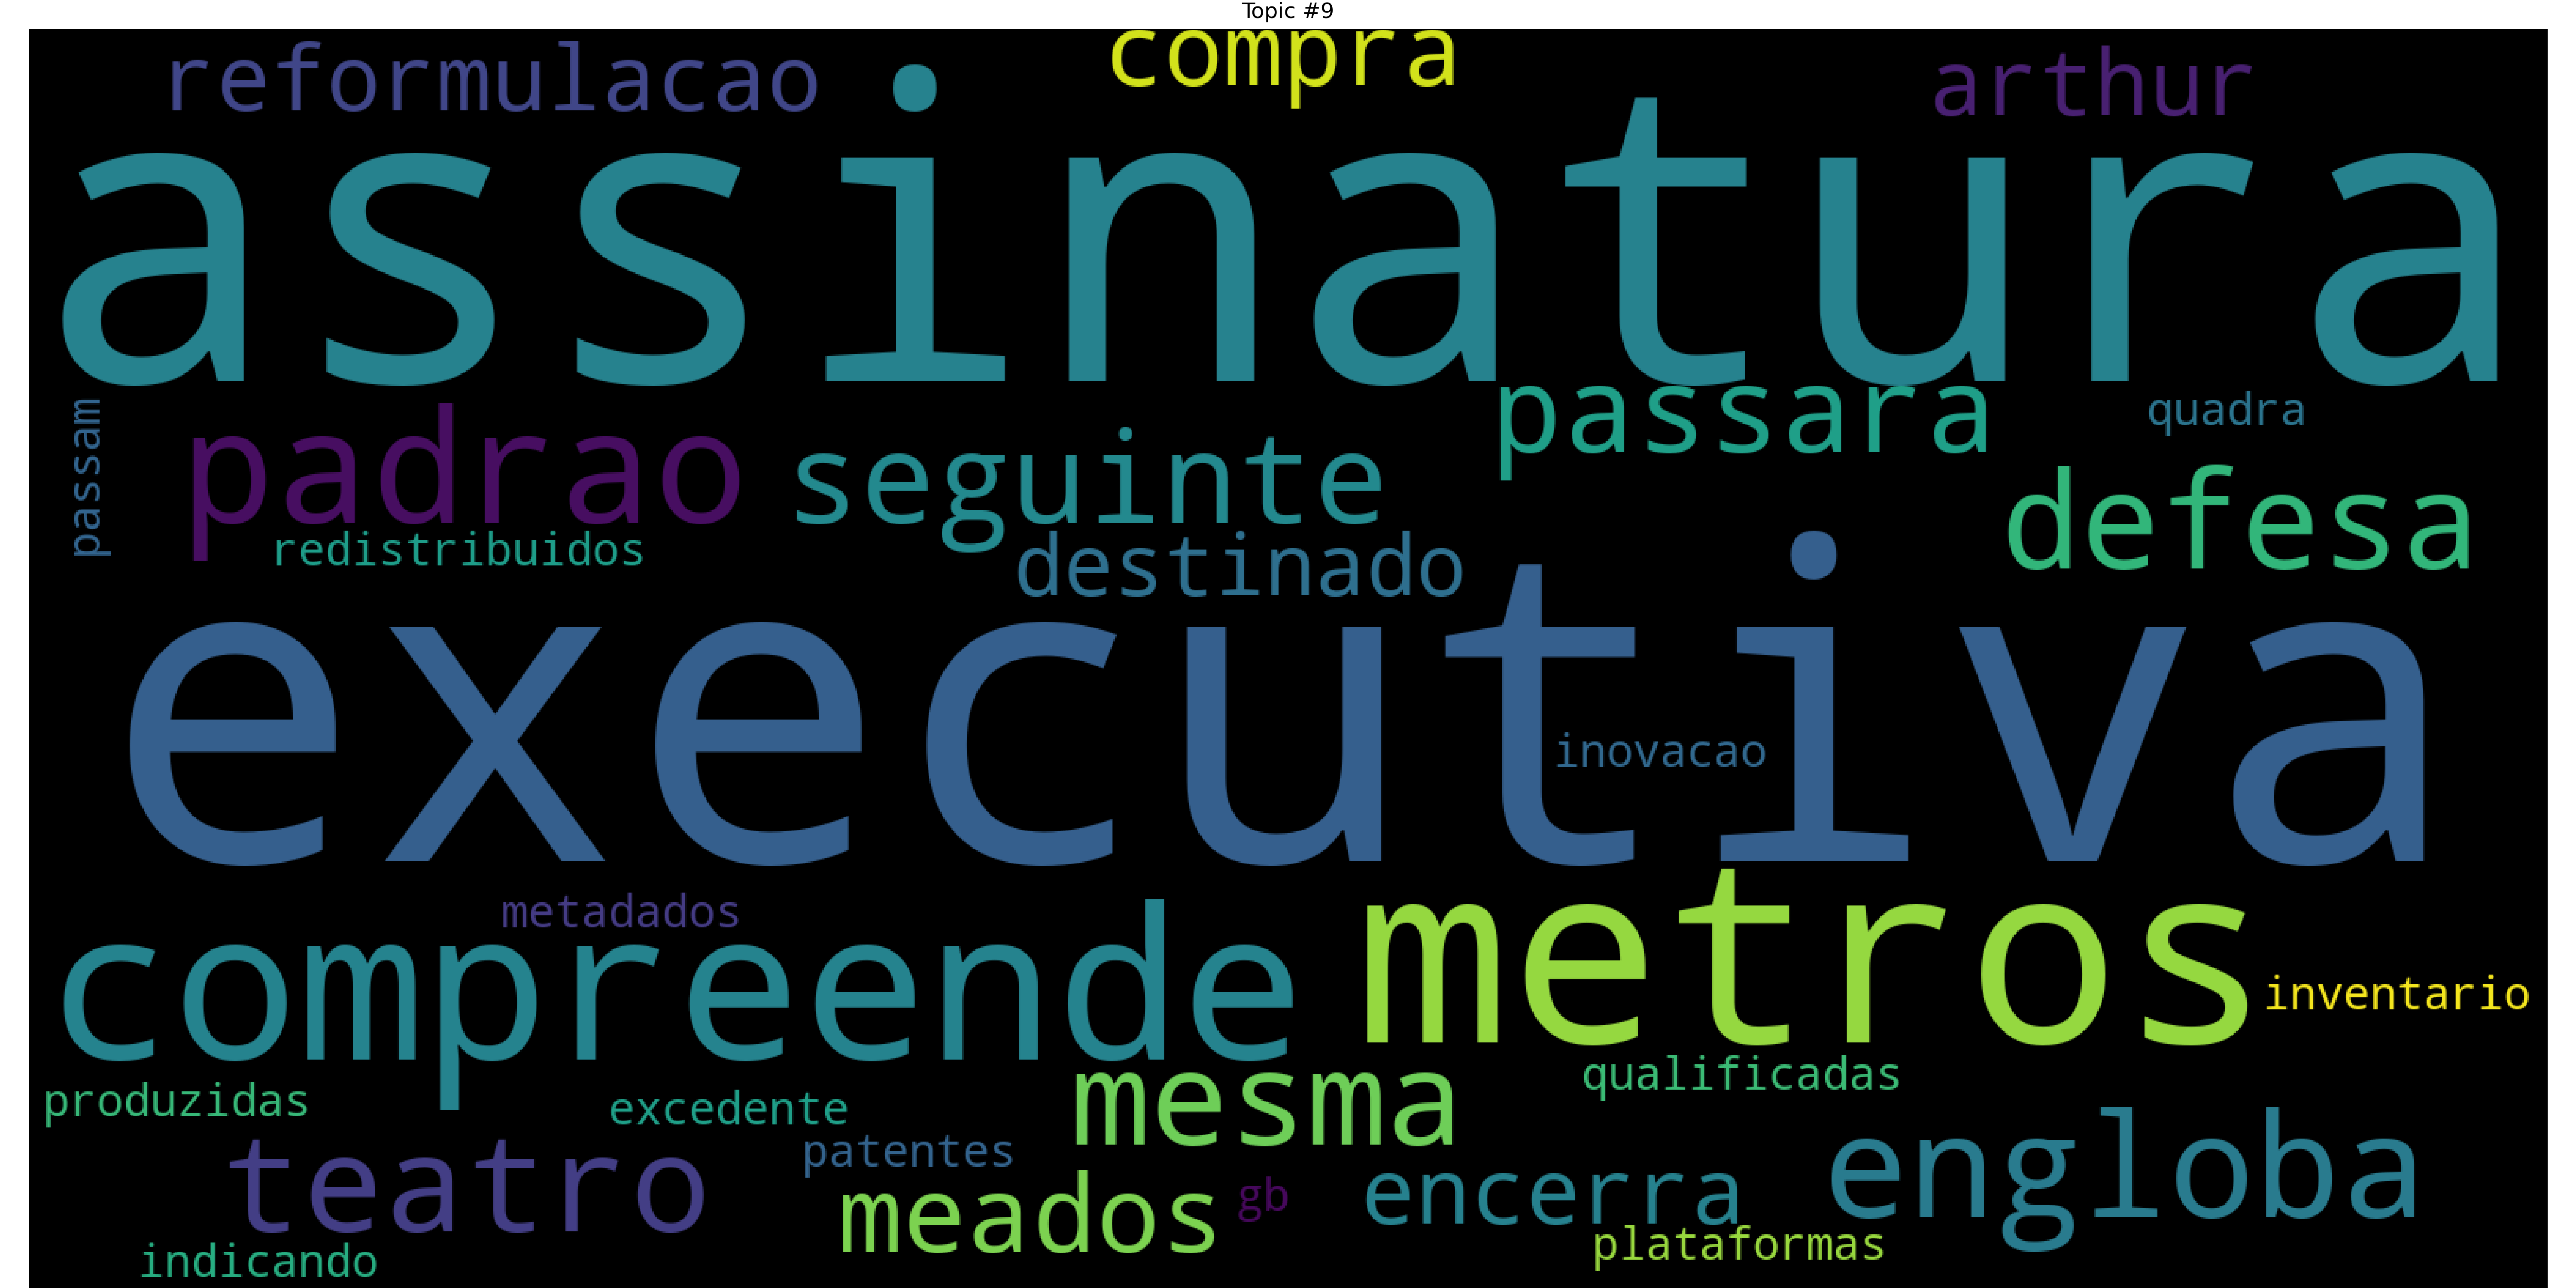 Topic #9
compra
reformulacao
arthur
assinatura
passara
quadra
passam
padrao
seguinte
defesa
redistribuidos
destinado
executiva
inovacao
metadados
metros
compreende
inventario
qualificadas
produzidas
excedente
mesma
patentes
teatro
engloba
meados
gb
encerra
plataformas
indicando